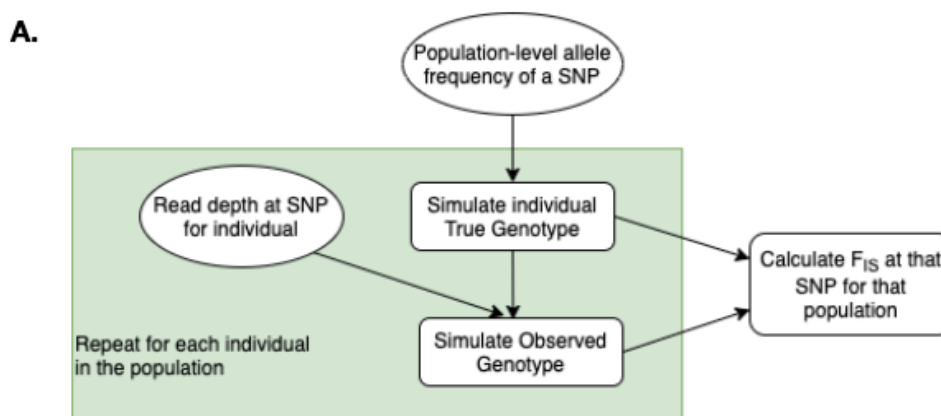 A.
Population-level allele
frequency of a SNP
Read depth at SNP
for individual
Simulate individual
True Genotype
Calculate FIS at that
SNP for that
population
Simulate Observed
Genotype
Repeat for each individual
in the population